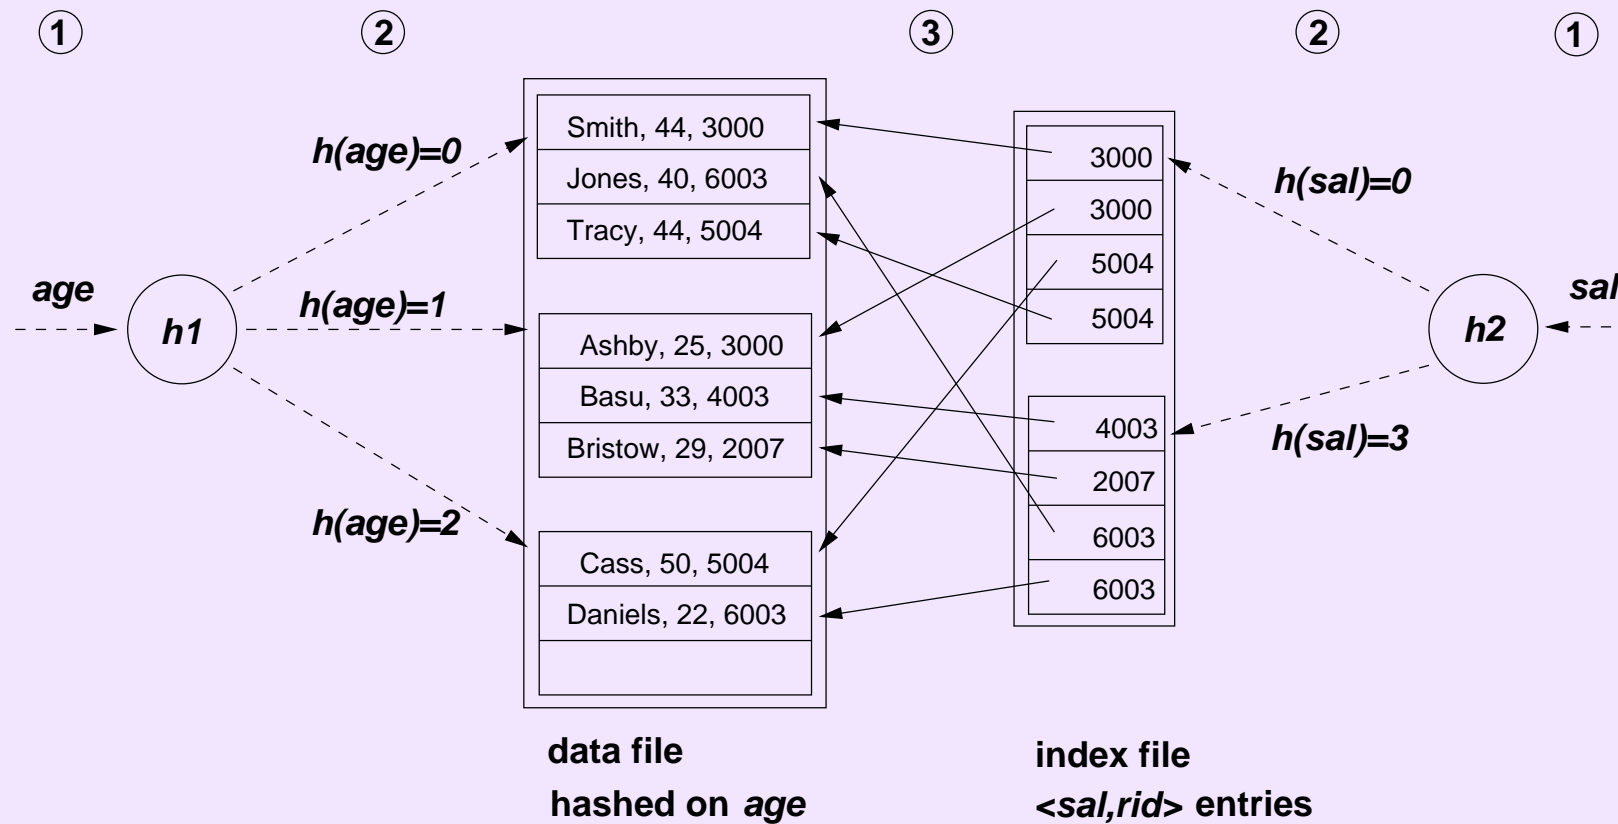 1
2
3
2
1
h(age)=0
h(age)=1
h(age)=2
age
h1
Smith, 44, 3000
Jones, 40, 6003
Tracy, 44, 5004
Ashby, 25, 3000
Basu, 33, 4003
Bristow, 29, 2007
Cass, 50, 5004
Daniels, 22, 6003
3000
3000
5004
5004
4003
2007
6003
6003
h(sal)=0
h(sal)=3
h2
sal
data file
hashed on age
index file
<sal,rid> entries